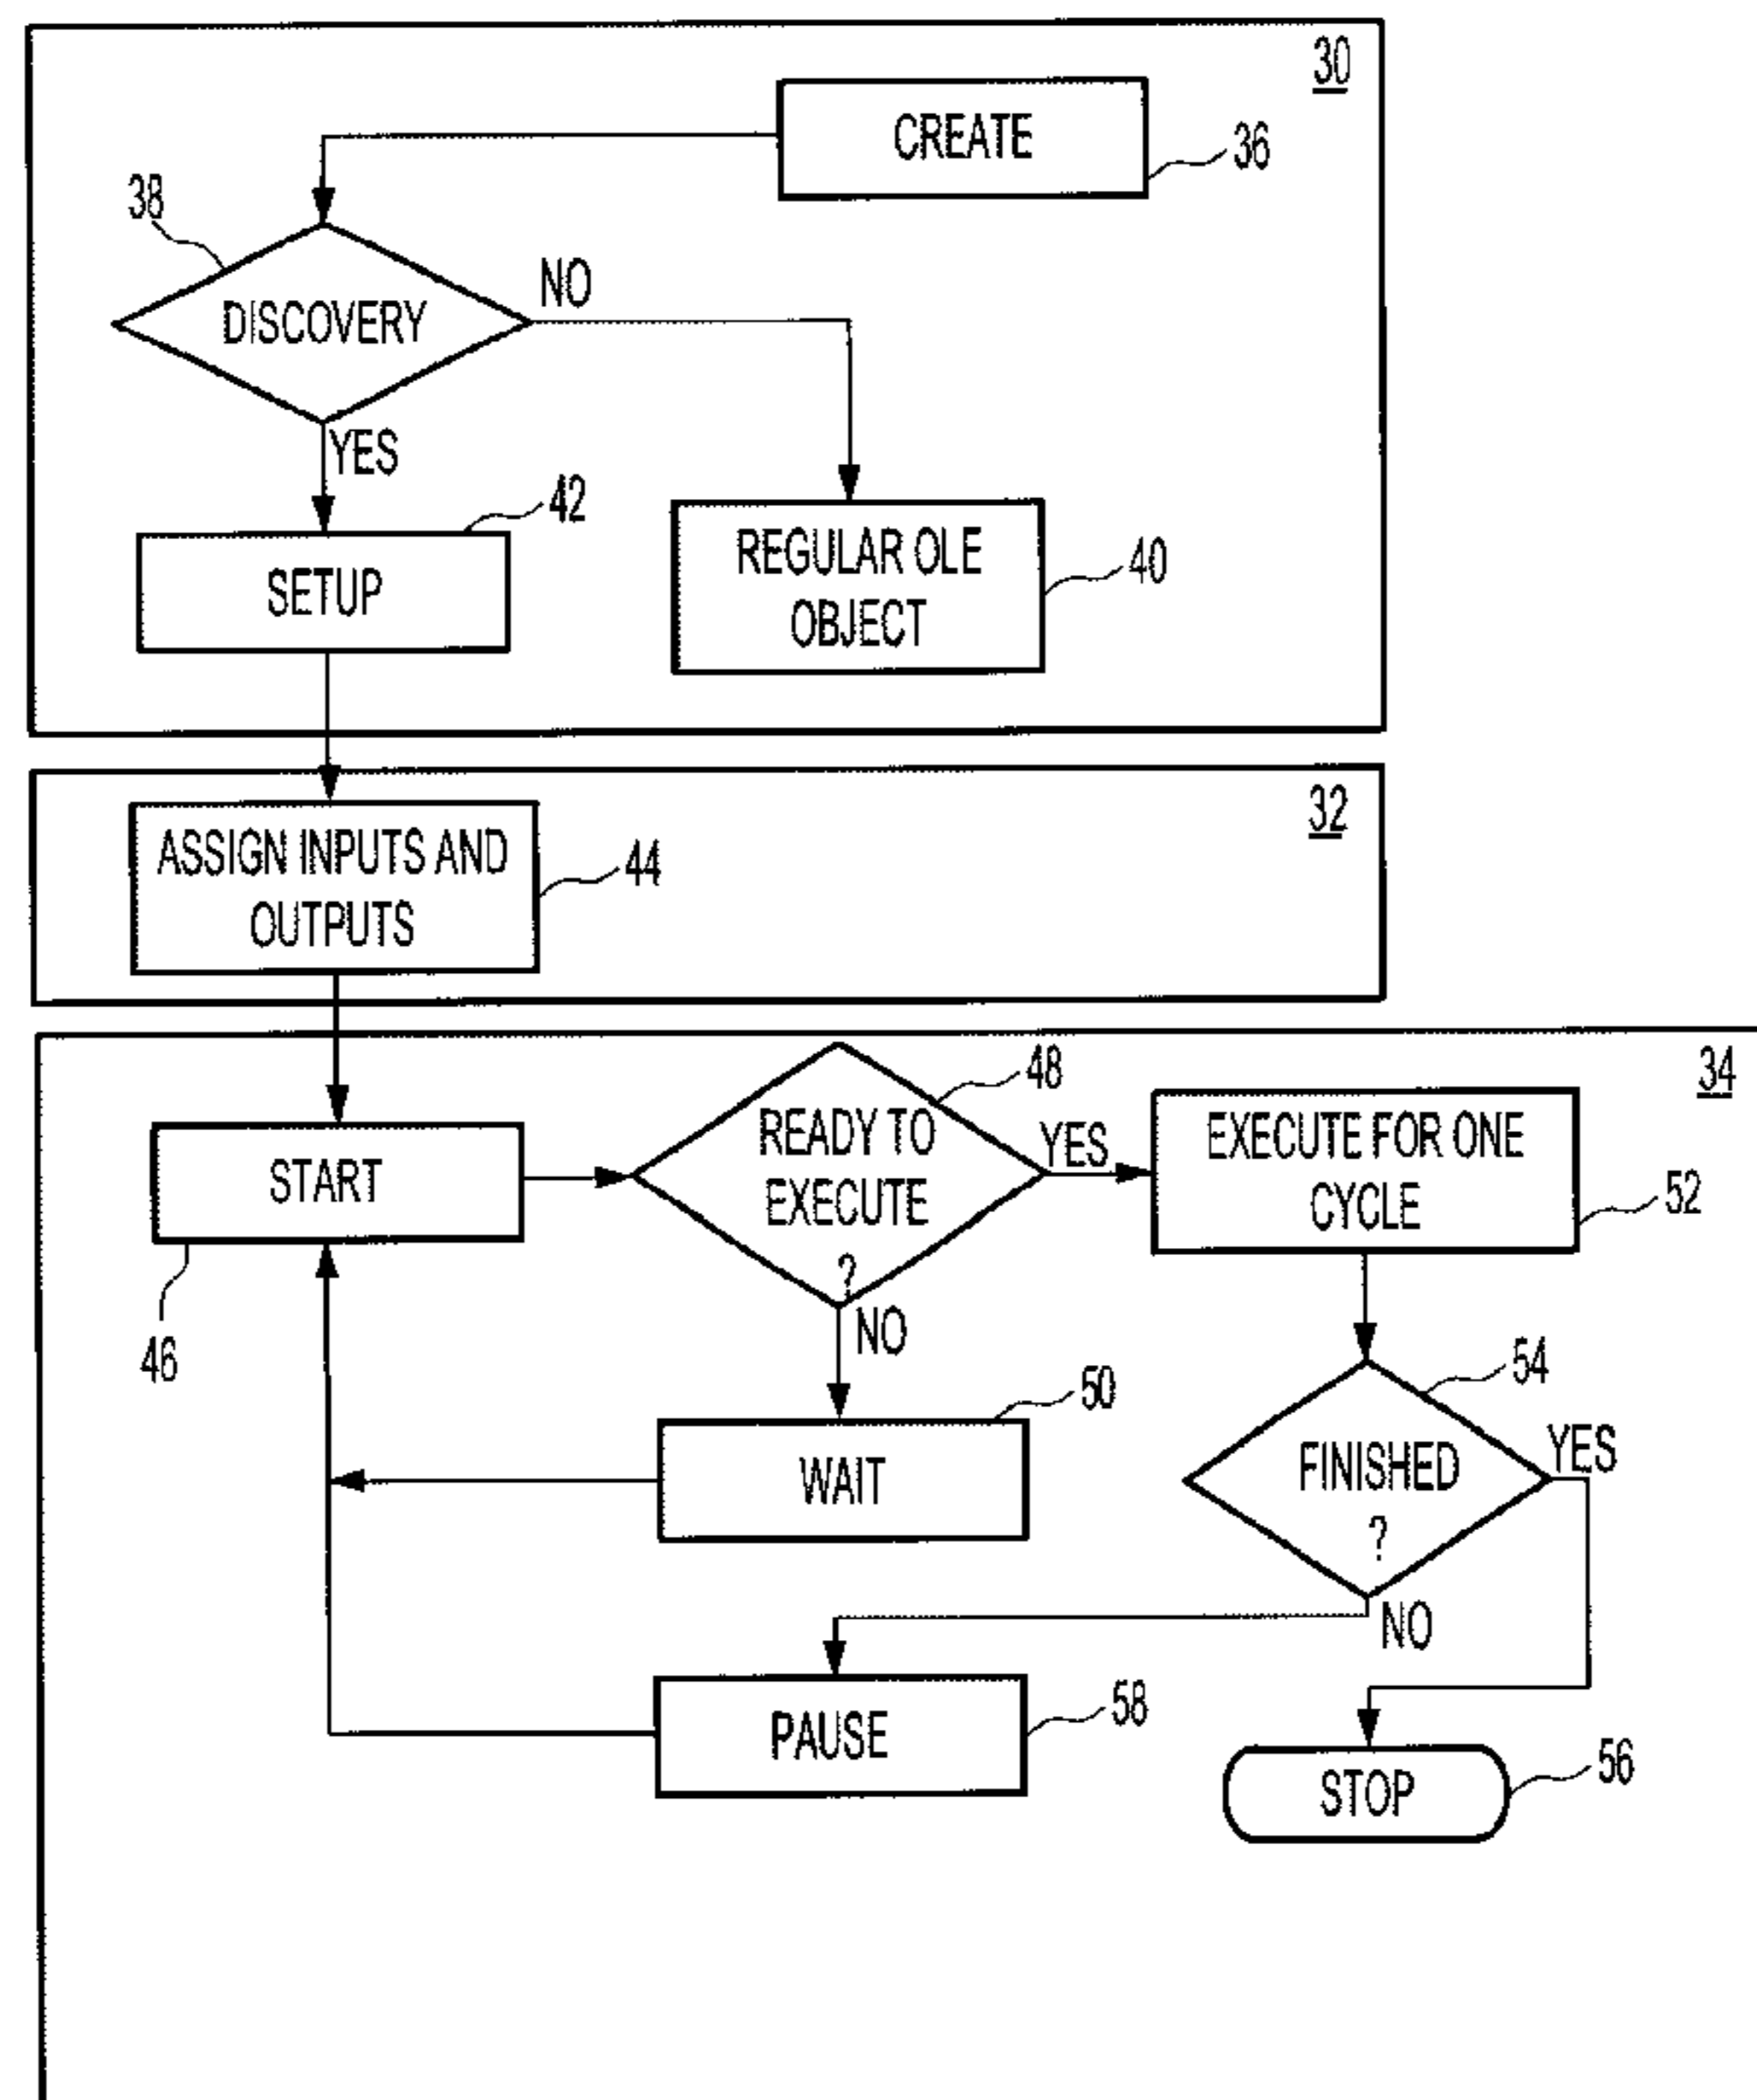 30
CREATE
36
38
DISCOVERY
NO
YES
42
SETUP
REGULAR OLE
OBJECT
40
32
ASSIGN INPUTS AND
OUTPUTS
44
34
48
START
READY TO
EXECUTE
?
YES
EXECUTE FOR ONE
CYCLE
52
46
NO
50
WAIT
54
FINISHED
?
YES
NO
PAUSE
58
STOP
56